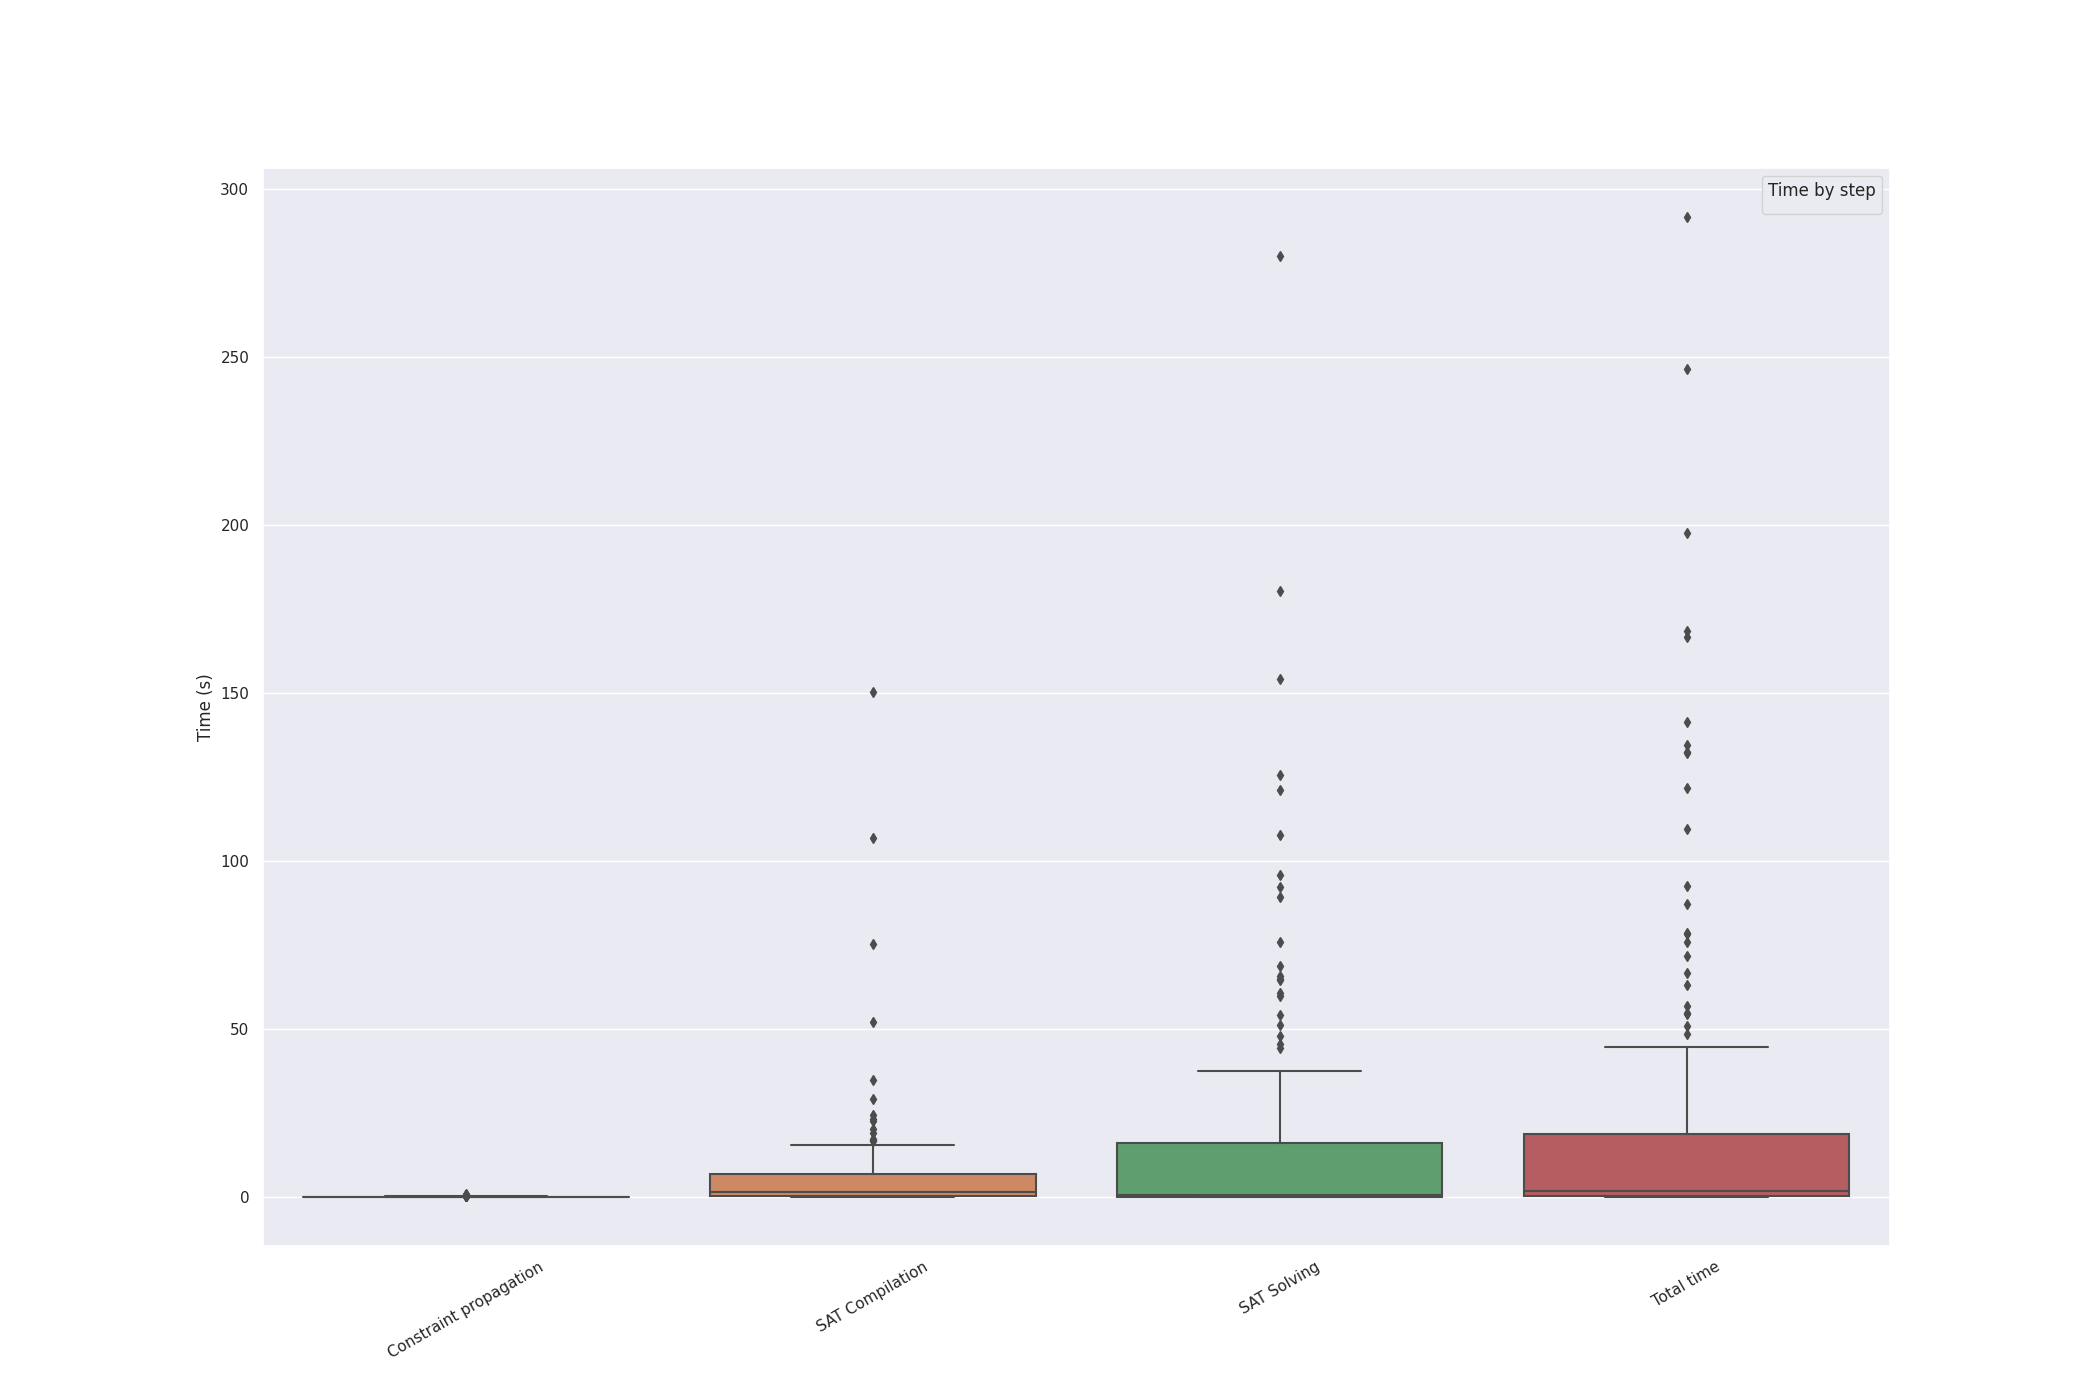 Time by step
Time (s)
300
250
200
150
100
50
0
Constraint propagation
SAT Compilation
SAT Solving
Total time